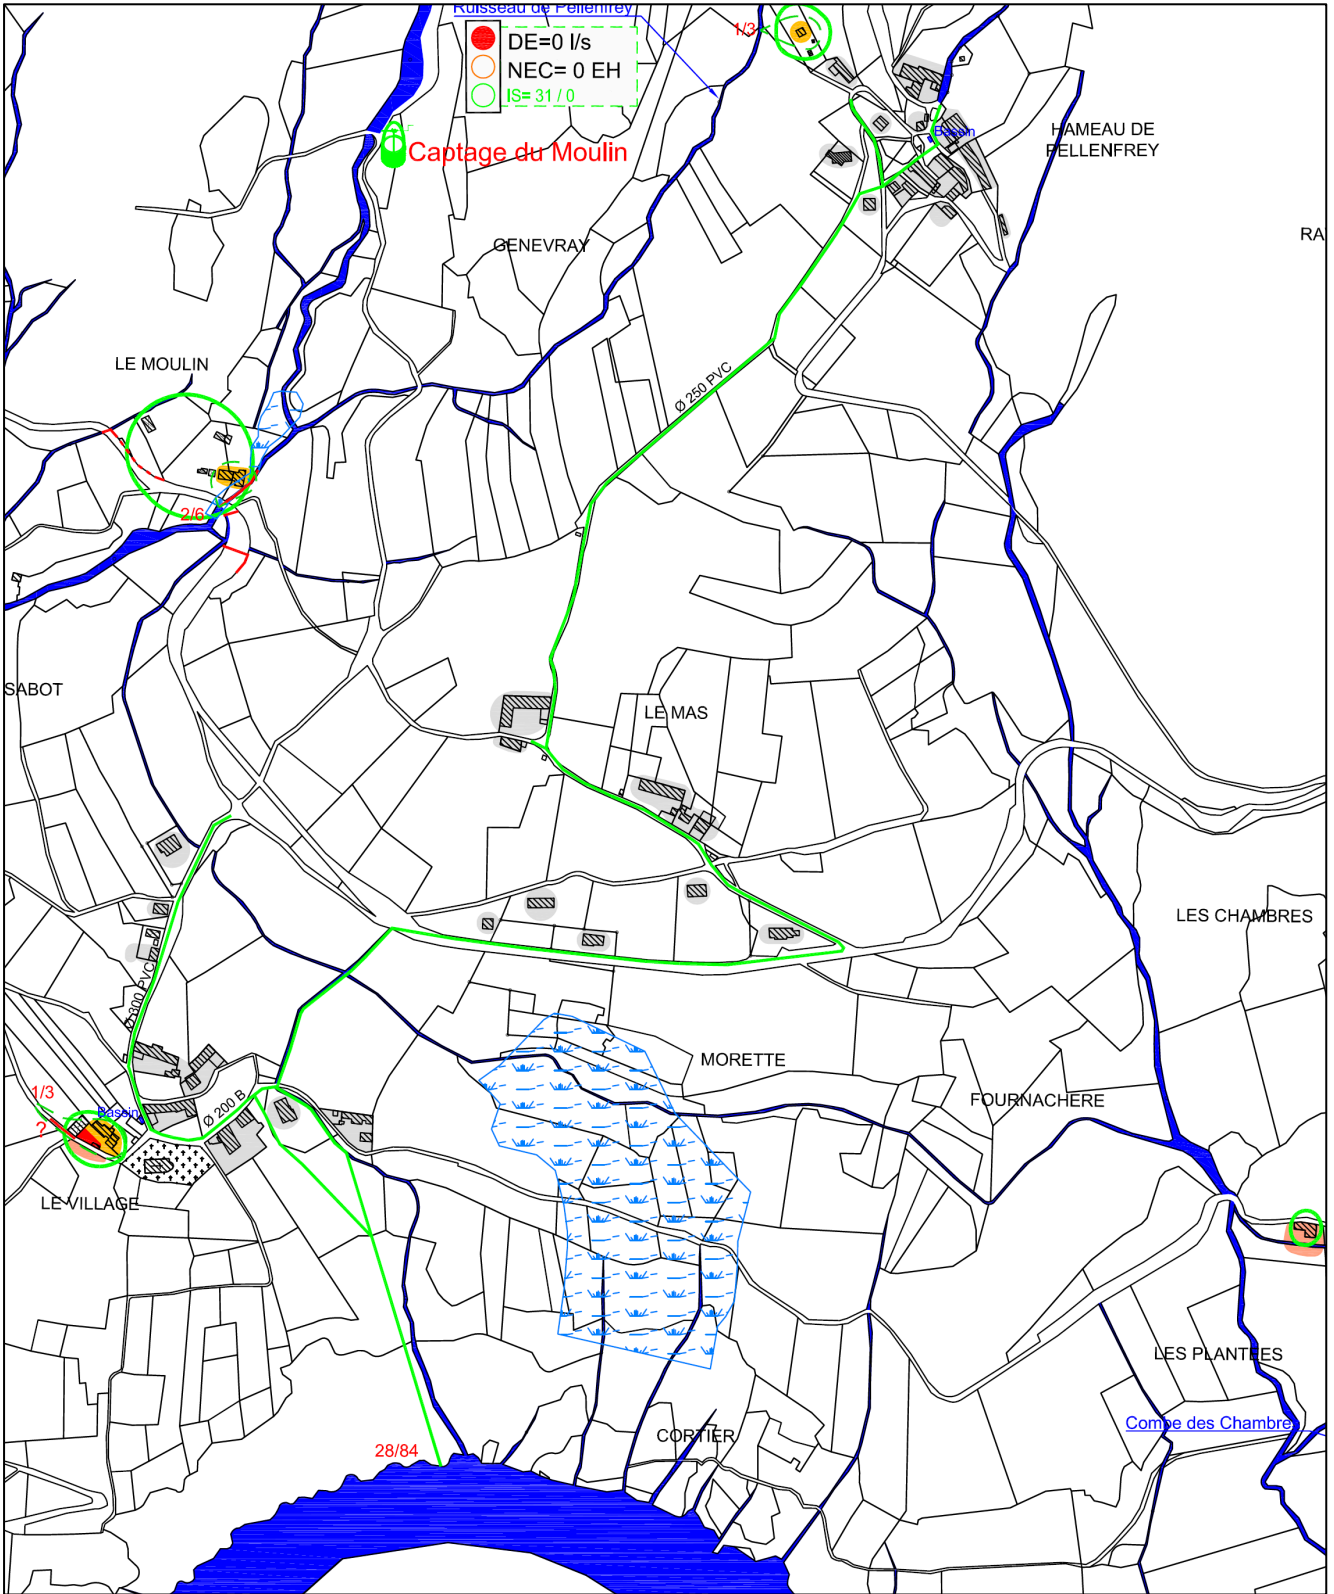 Ruisseau de Pellenfrey
1/3
DE=0 l/s
NEC= 0 EH
IS= 31 / 0
Captage du Moulin
Bassin
HAMEAU DE
PELLENFREY
GENEVRAY
RA
LE MOULIN
Ø 250 PVC
2/6
SABOT
LE MAS
LES CHAMBRES
Ø 300 PVC
MORETTE
1/3
Bassin
Ø 200 B
FOURNACHERE
?
LE VILLAGE
LES PLANTEES
Combe des Chambre
CORTIER
28/84